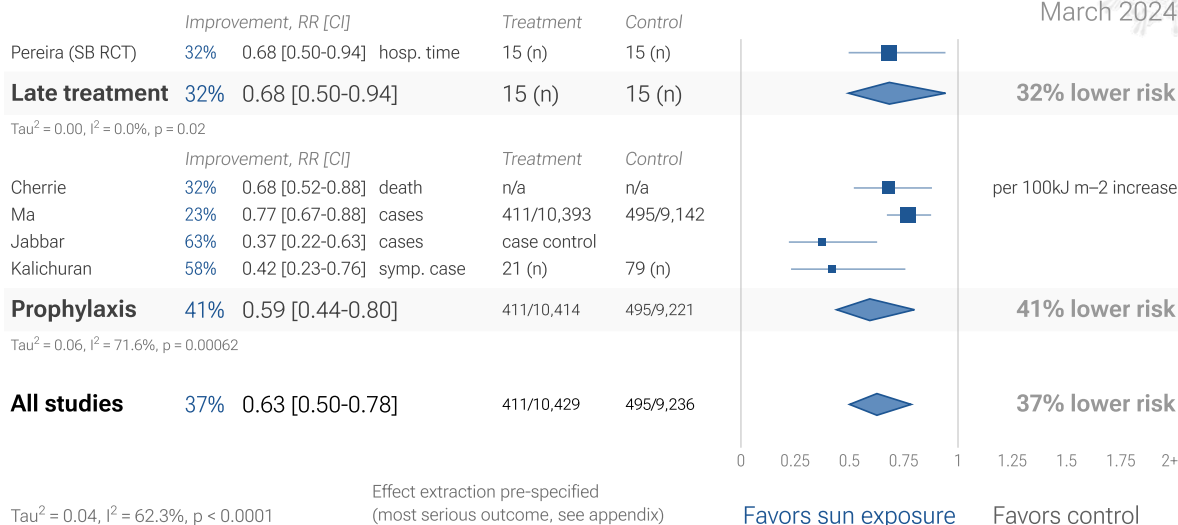 March 2024
Improvement, RR [CI] Treatment Control
Pereira (SB RCT) 32% 0.68 [0.50-0.94] hosp. time 15 (n) 15 (n)
Late treatment 32% 0.68 [0.50-0.94] 15 (n) 15 (n) 32% lower risk
Tau² = 0.00, I² = 0.0%, p = 0.02
Improvement, RR [CI] Treatment Control
Cherrie 32% 0.68 [0.52-0.88] death n/a n/a per 100kJ m−2 increase
Ma 23% 0.77 [0.67-0.88] cases 411/10,393 495/9,142
Jabbar 63% 0.37 [0.22-0.63] cases case control
Kalichuran 58% 0.42 [0.23-0.76] symp. case 21 (n) 79 (n)
Prophylaxis 41% 0.59 [0.44-0.80] 411/10,414 495/9,221 41% lower risk
Tau² = 0.06, I² = 71.6%, p = 0.00062
All studies 37% 0.63 [0.50-0.78] 411/10,429 495/9,236 37% lower risk
0 0.25 0.5 0.75 1 1.25 1.5 1.75 2+
Effect extraction pre-specified
Tau² = 0.04, I² = 62.3%, p < 0.0001 (most serious outcome, see appendix) Favors sun exposure Favors control